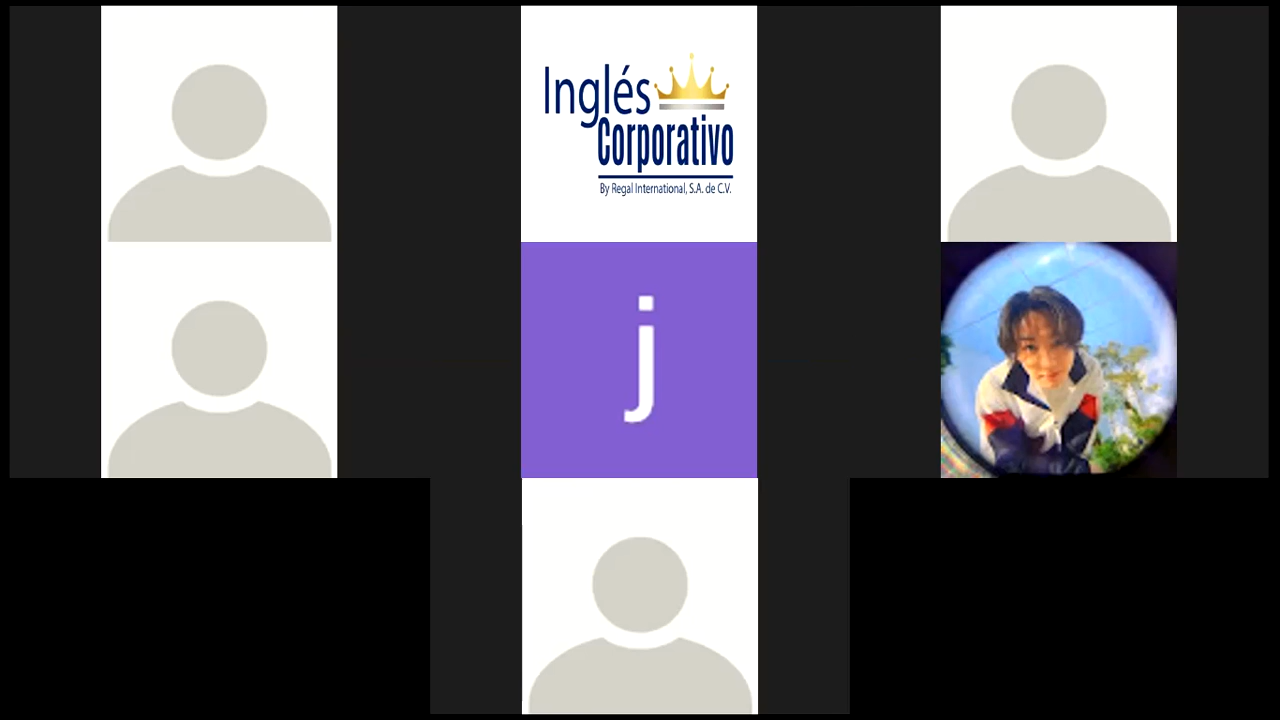 Inglés
Corporativo
By Regal International, S.A. de C.V.
j